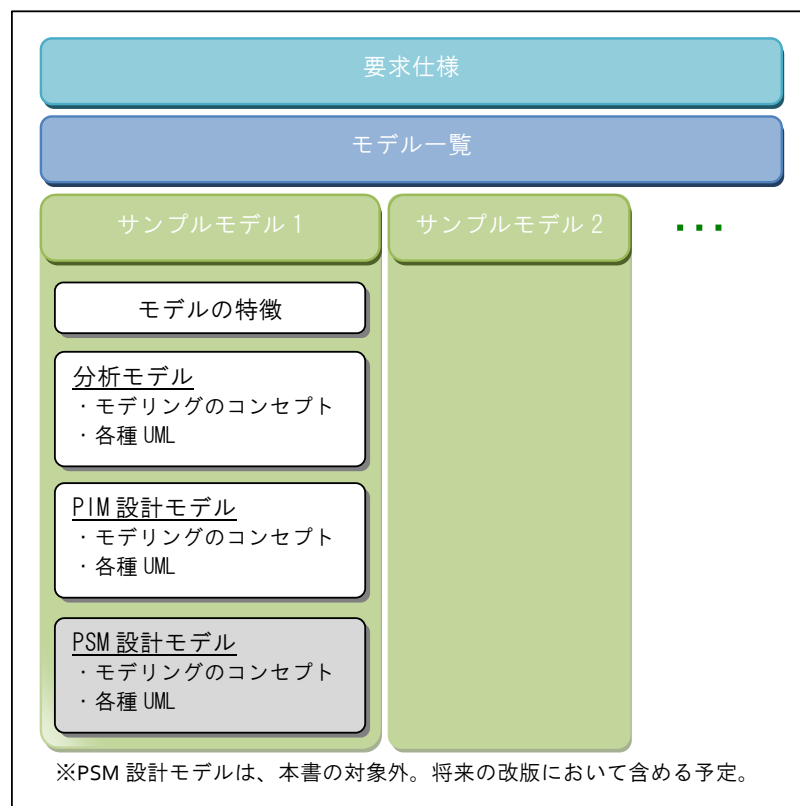 要求仕様
モデル一覧
サンプルモデル 1
サンプルモデル 2
・・・
モデルの特徴
分析モデル
・モデリングのコンセプト
・各種 UML
PIM 設計モデル
・モデリングのコンセプト
・各種 UML
PSM 設計モデル
・モデリングのコンセプト
・各種 UML
※PSM 設計モデルは、本書の対象外。将来の改版において含める予定。